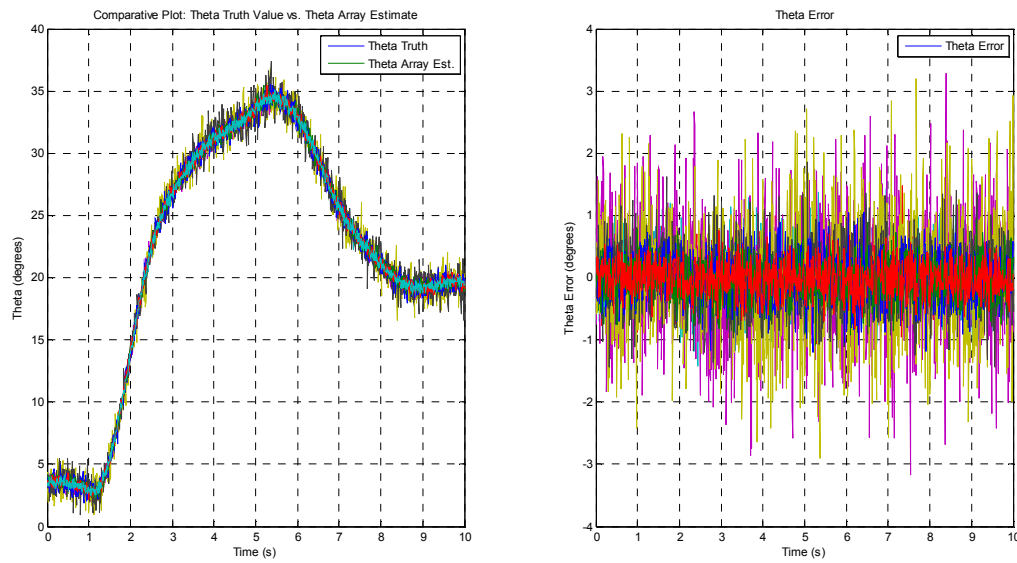 Comparative Plot: Theta Truth Value vs. Theta Array Estimate
Theta Truth
Theta Array Est.
Theta (degrees)
40
35
30
25
20
15
10
5
0
0 1 2 3 4 5 6 7 8 9 10
Time (s)
Theta Error
Theta Error
Theta Error (degrees)
4
3
2
1
0
-1
-2
-3
-4
0 1 2 3 4 5 6 7 8 9 10
Time (s)